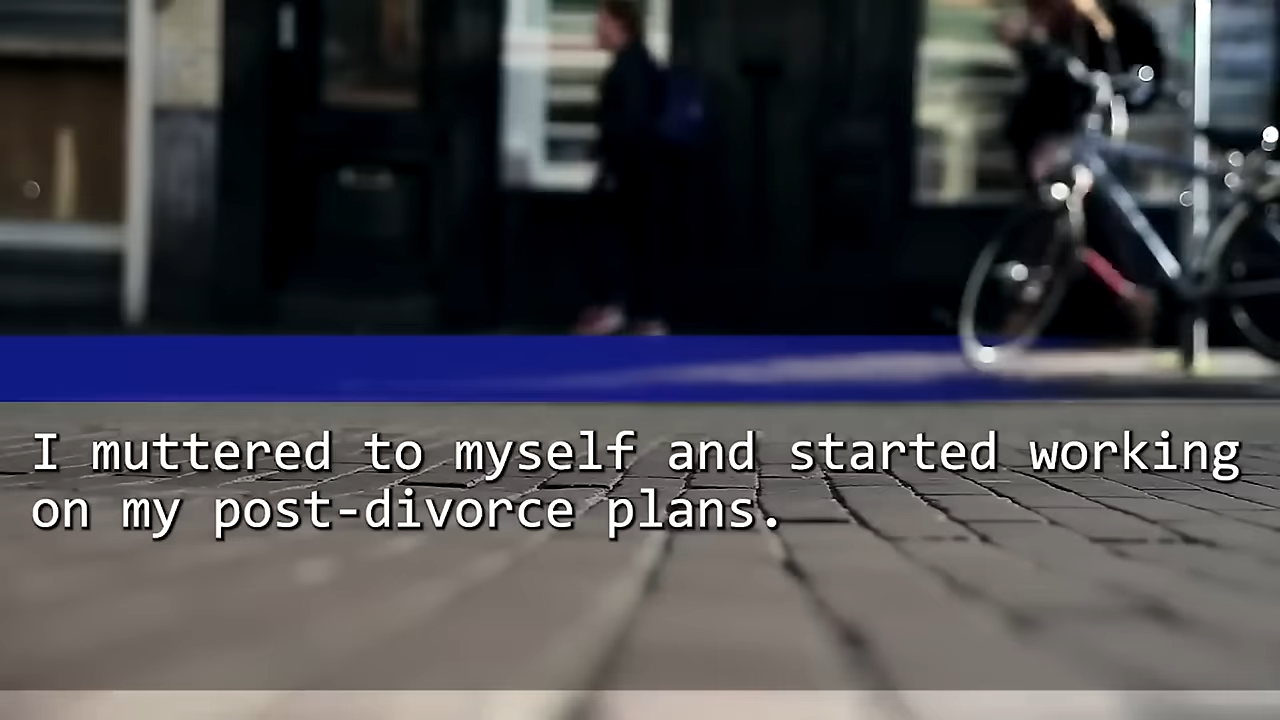 I muttered to myself and started working
on my post-divorce plans.